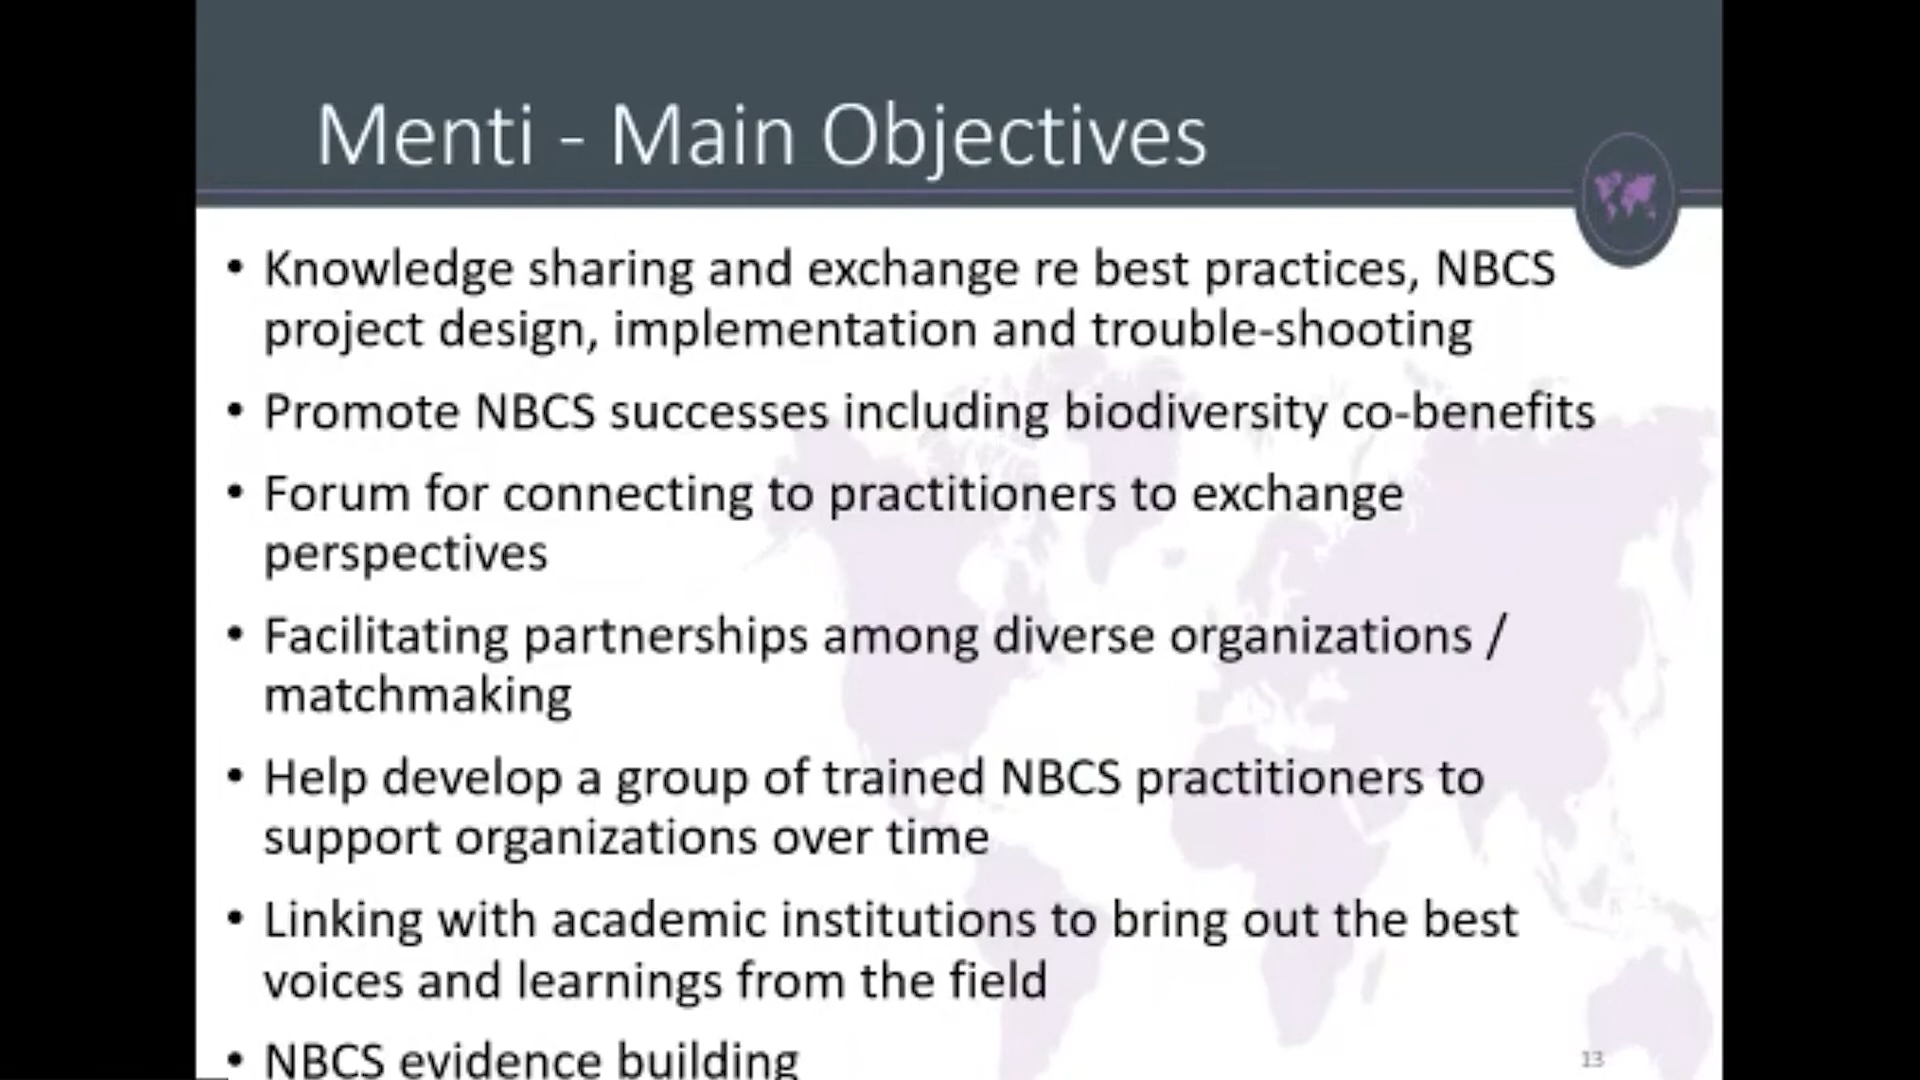 Menti - Main Objectives
• Knowledge sharing and exchange re best practices, NBCS
project design, implementation and trouble-shooting
• Promote NBCS successes including biodiversity co-benefits
• Forum for connecting to practitioners to exchange
perspectives
• Facilitating partnerships among diverse organizations /
matchmaking
• Help develop a group of trained NBCS practitioners to
support organizations over time
• Linking with academic institutions to bring out the best
voices and learnings from the field
• NBCS evidence building
13